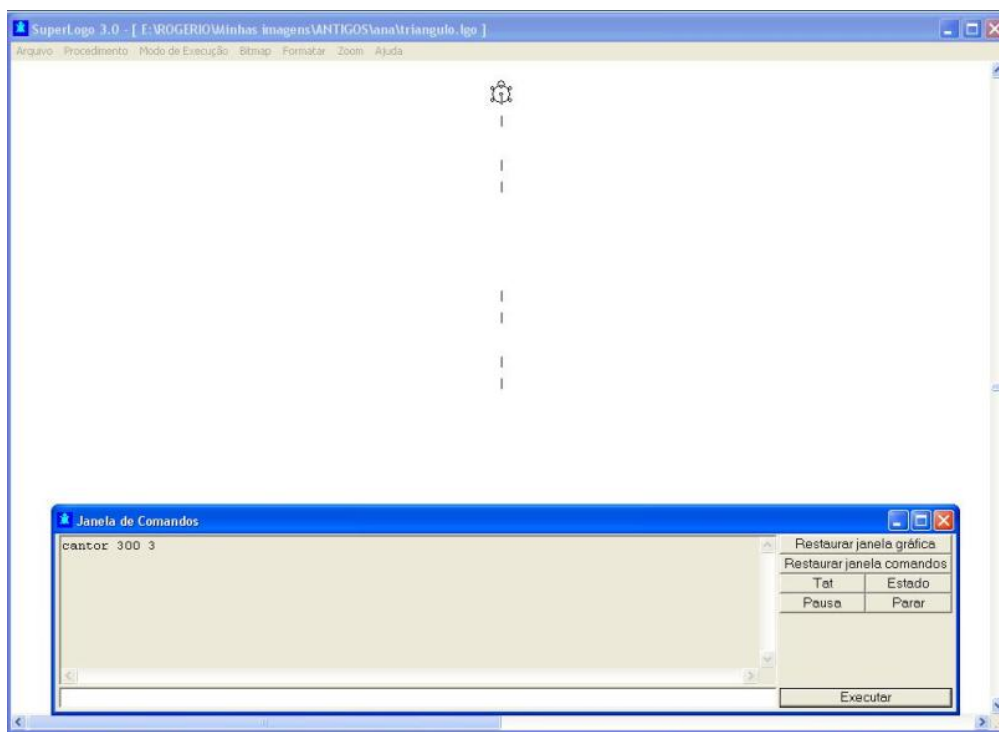 SuperLogo 3.0 - [ E:\ROGERIO\Minhas imagens\ANTIGOS\ana\triangulo.lgo ]
Arquivo Procedimento Modo de Execução Bitmap Formatar Zoom Ajuda
Janela de Comandos
cantor 300 3
Restaurar janela gráfica
Restaurar janela comandos
Tat Estado
Pausa Parar
Executar